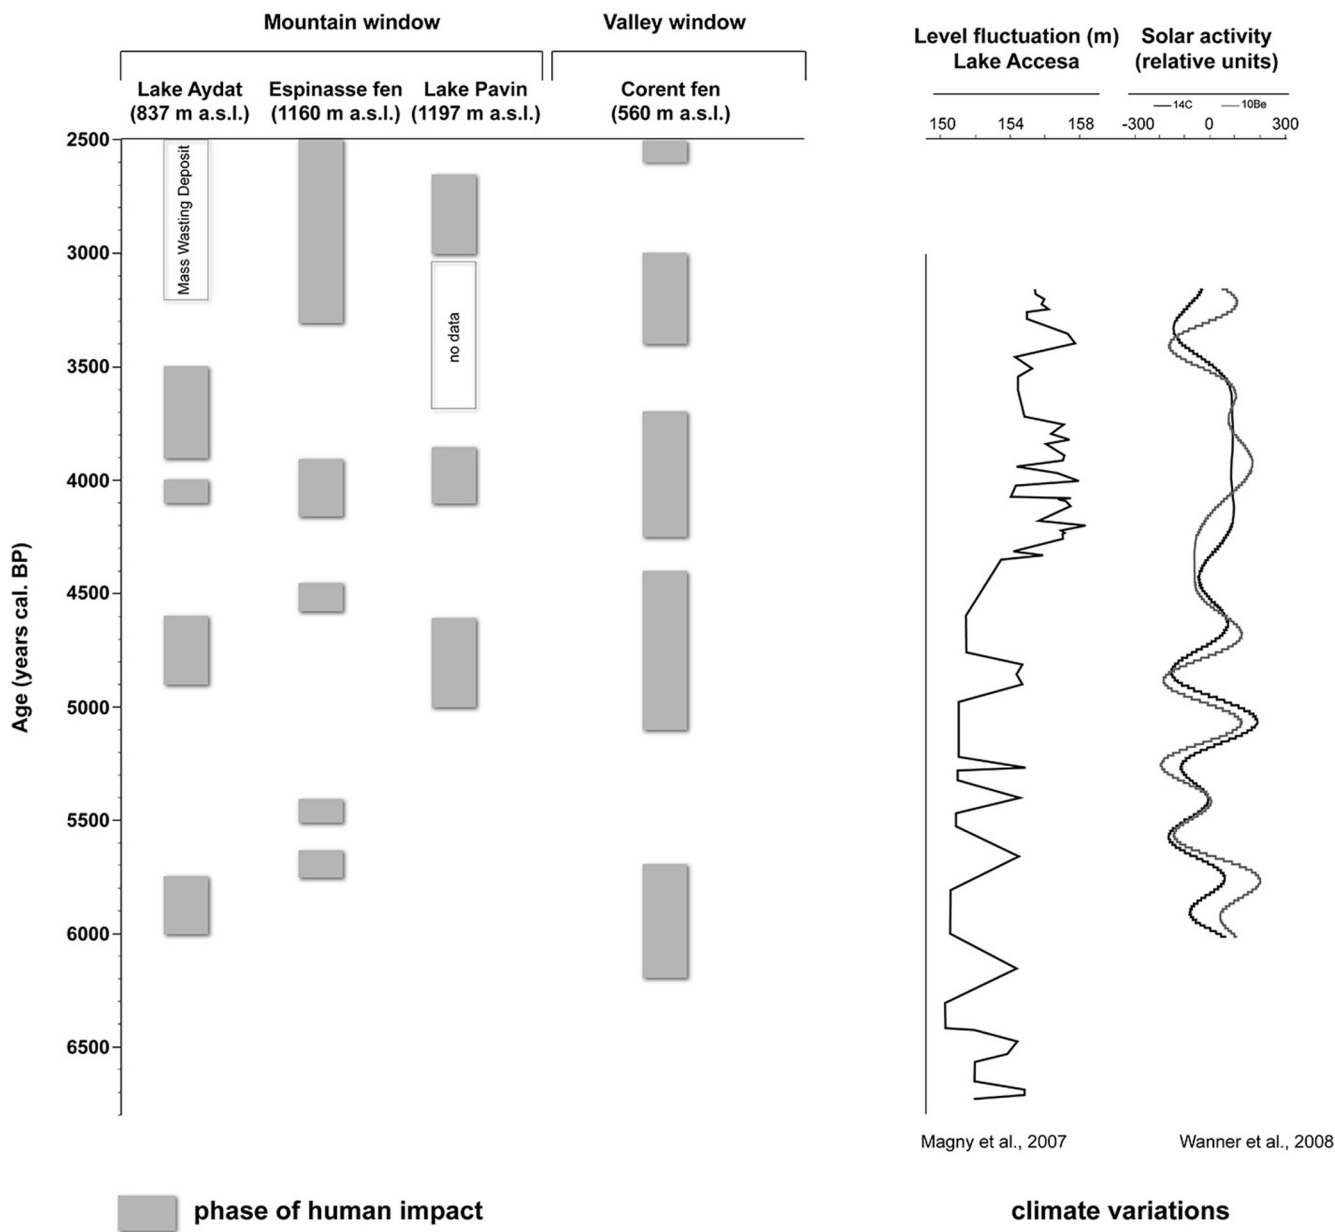 Mountain window
Valley window
Lake Aydat
(837 m a.s.l.)
Espinasse fen
(1160 m a.s.l.)
Lake Pavin
(1197 m a.s.l.)
Corent fen
(560 m a.s.l.)
Level fluctuation (m)
Lake Accesa
Solar activity
(relative units)
14C
10Be
150
154
158
-300
0
300
Age (years cal. BP)
2500
3000
3500
4000
4500
5000
5500
6000
6500
Mass Wasting Deposit
no data
Magny et al., 2007
Wanner et al., 2008
phase of human impact
climate variations